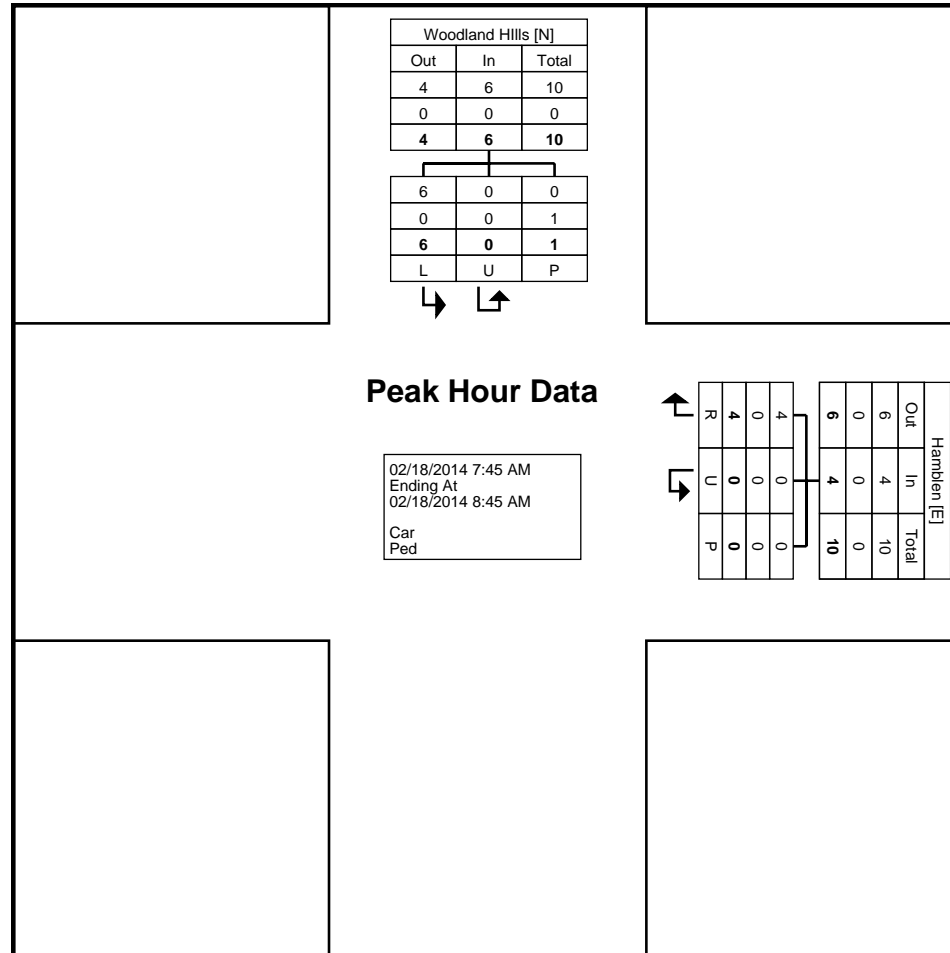 Woodland HIlls [N]
Out In Total
4 6 10
0 0 0
4 6 10
6 0 0
0 0 1
6 0 1
L U P
Peak Hour Data
02/18/2014 7:45 AM
Ending At
02/18/2014 8:45 AM
Car
Ped
Hamblen [E]
Out In Total
6 4 10
0 0 0
6 4 10
4 0 0
0 0 0
4 0 0
R U P